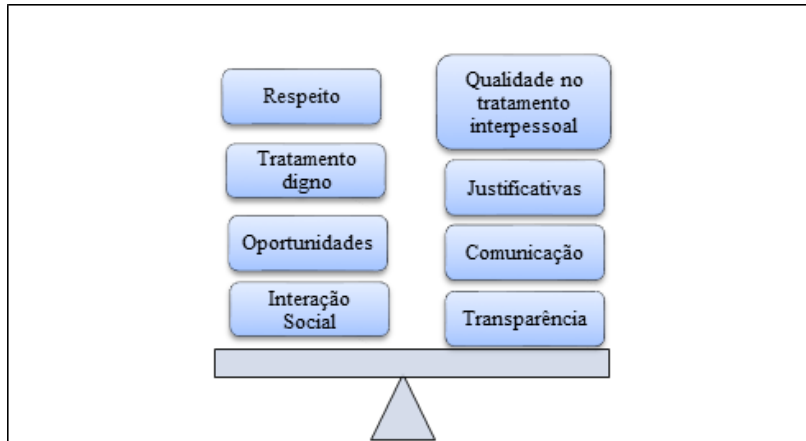 Respeito
Tratamento
digno
Oportunidades
Interação
Social
Qualidade no
tratamento
interpessoal
Justificativas
Comunicação
Transparência